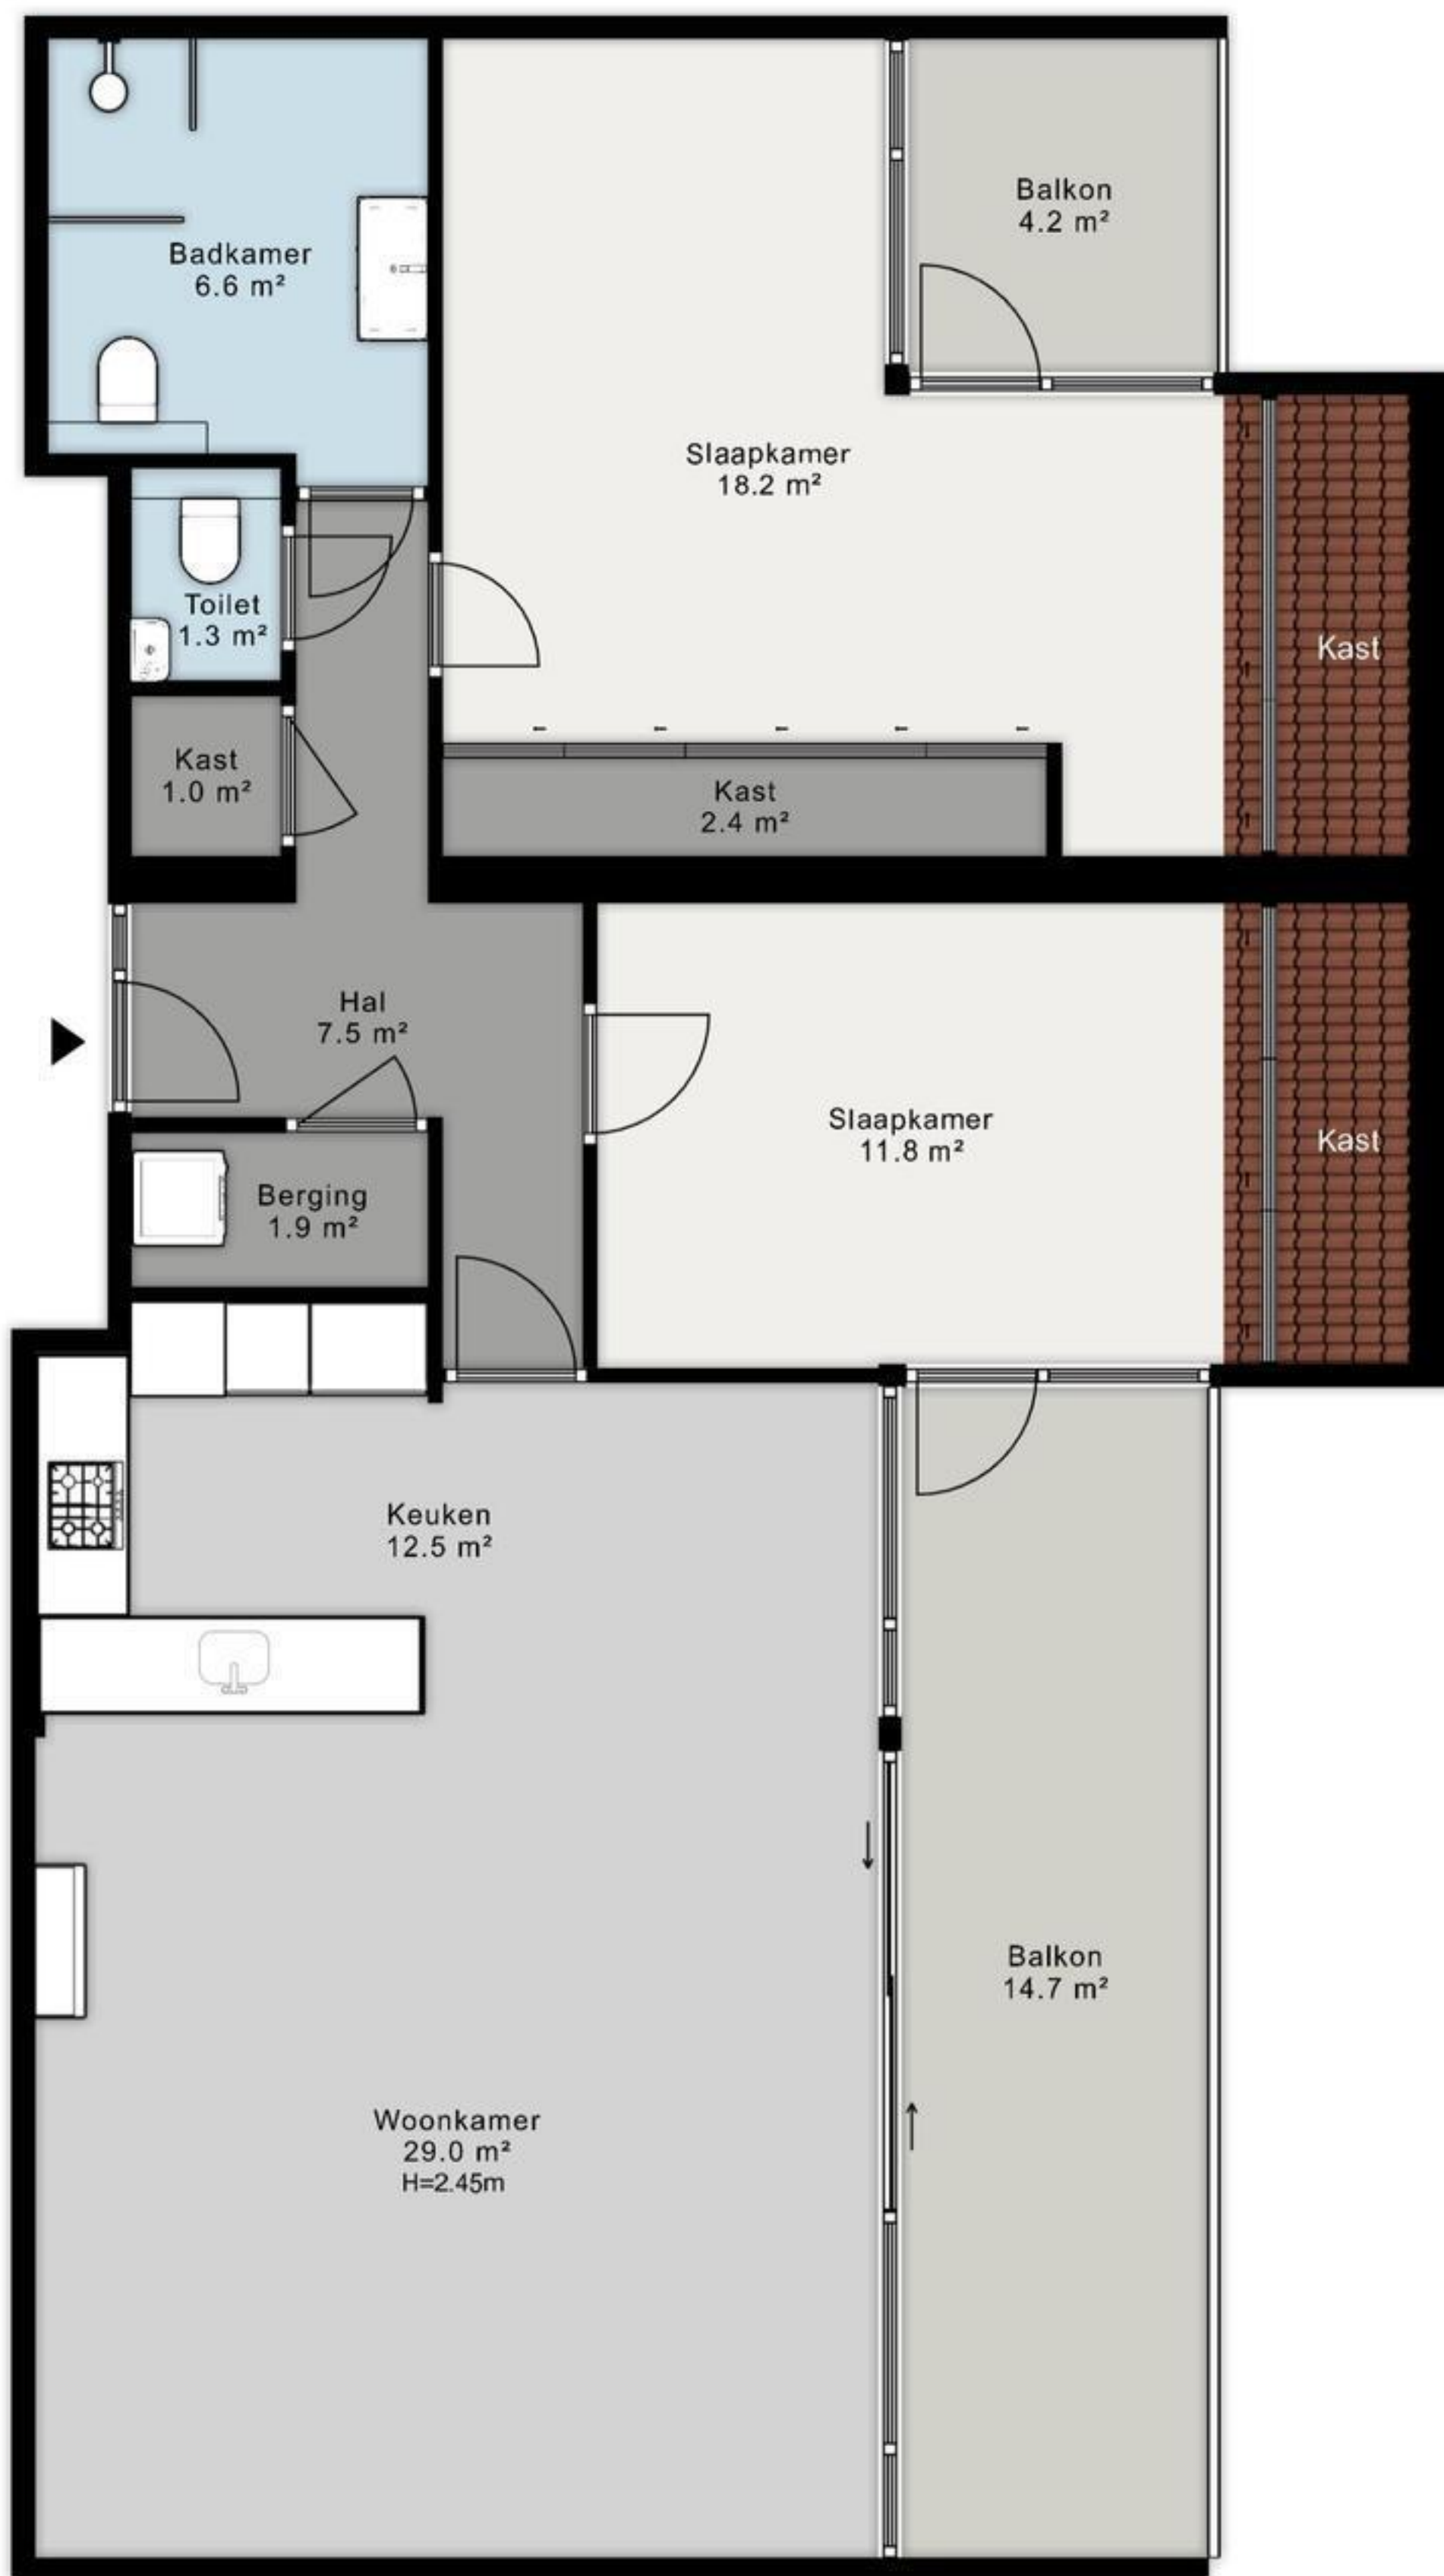 Balkon
4.2 m²
Badkamer
6.6 m²
Slaapkamer
18.2 m²
Toilet
1.3 m²
Kast
Kast
1.0 m²
Kast
2.4 m²
Hal
7.5 m²
Slaapkamer
11.8 m²
Kast
Berging
1.9 m²
Keuken
12.5 m²
Balkon
14.7 m²
Woonkamer
29.0 m²
H=2.45m